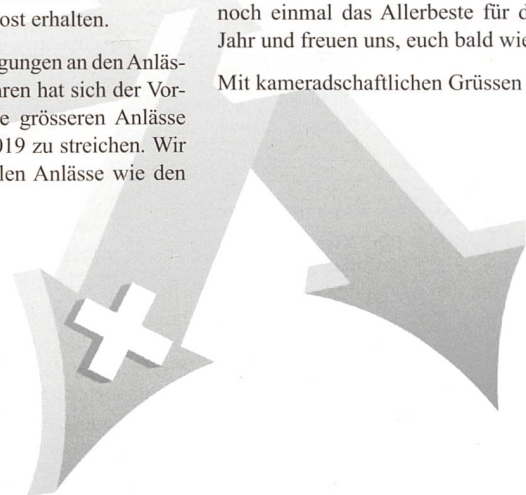 ost erhalten.
gungen an den Anläs-
hren hat sich der Vor-
e grösseren Anlässe
019 zu streichen. Wir
len Anlässe wie den
noch einmal das Allerbeste für d
Jahr und freuen uns, euch bald wie
Mit kameradschaftlichen Grüssen